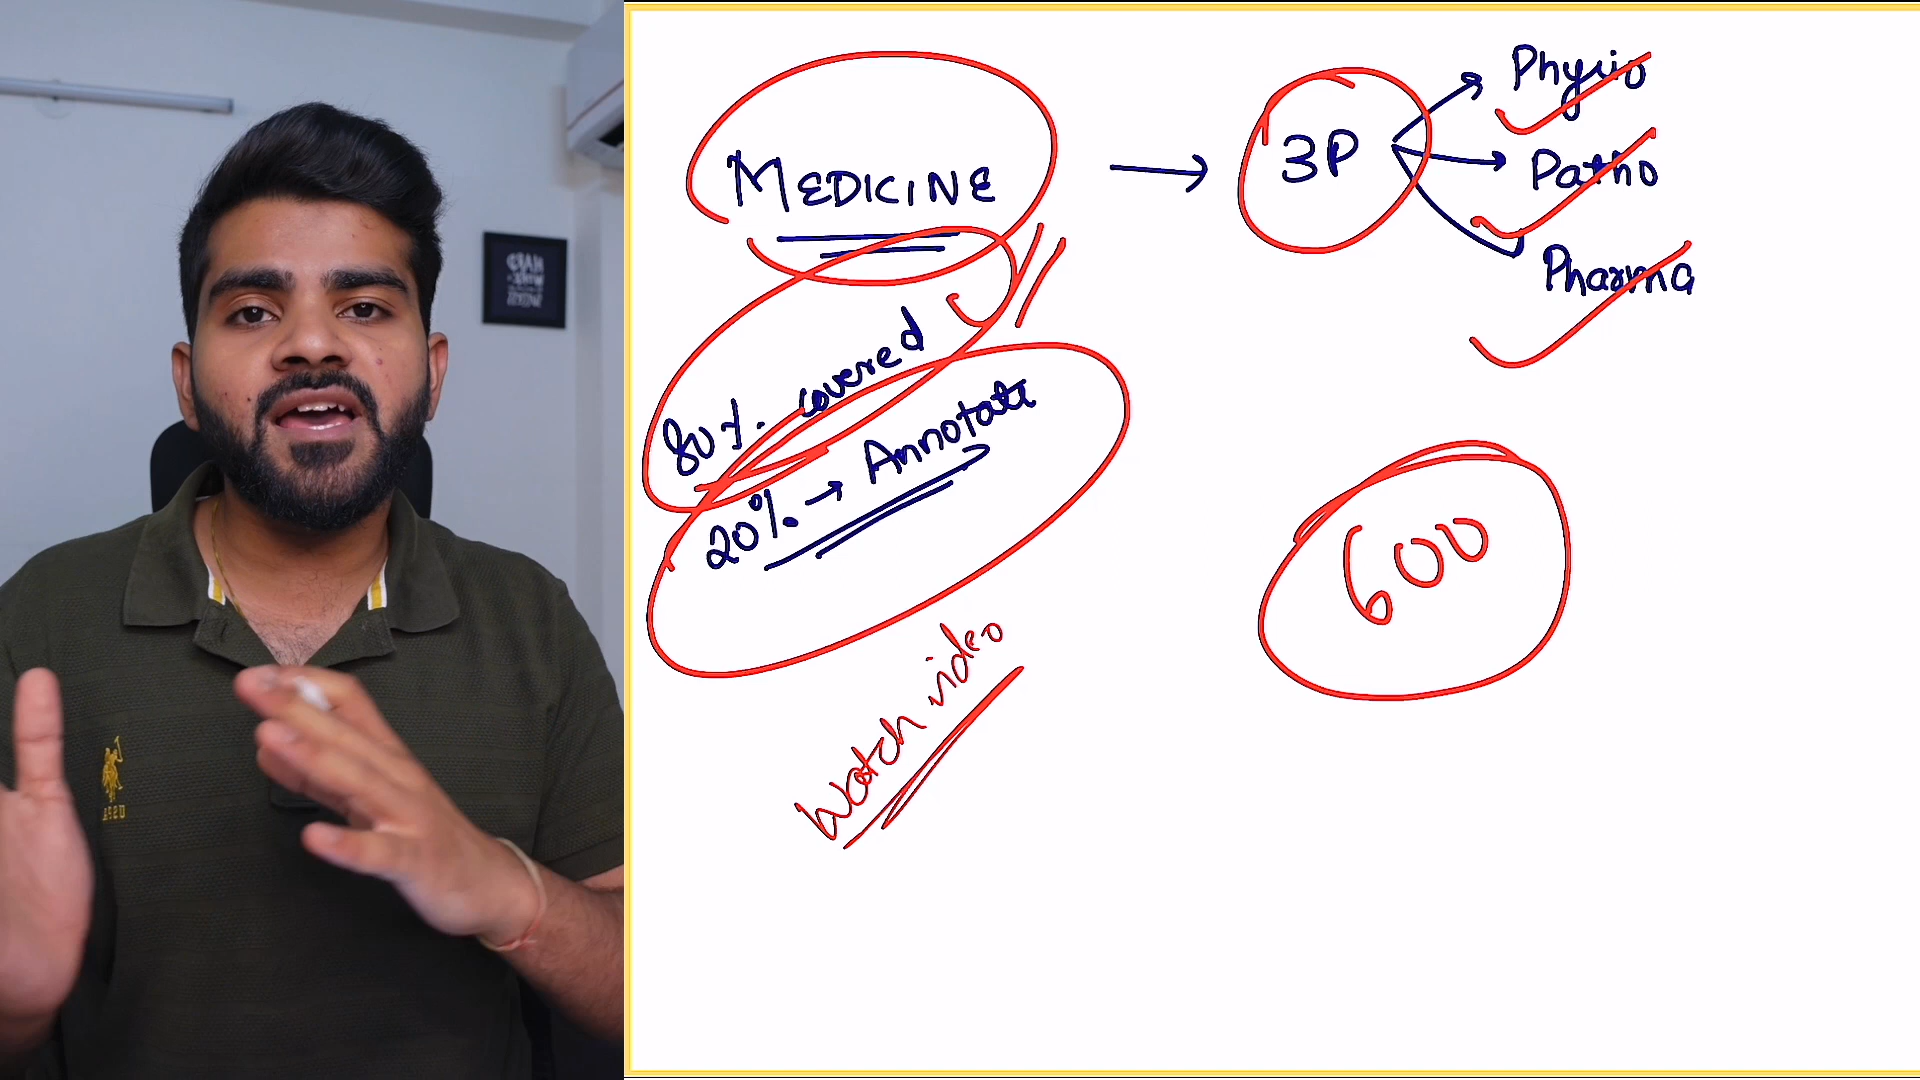 MEDICINE
3P
Physio
Patho
Pharma
80% covered
20% → Annotate
600
Watch video